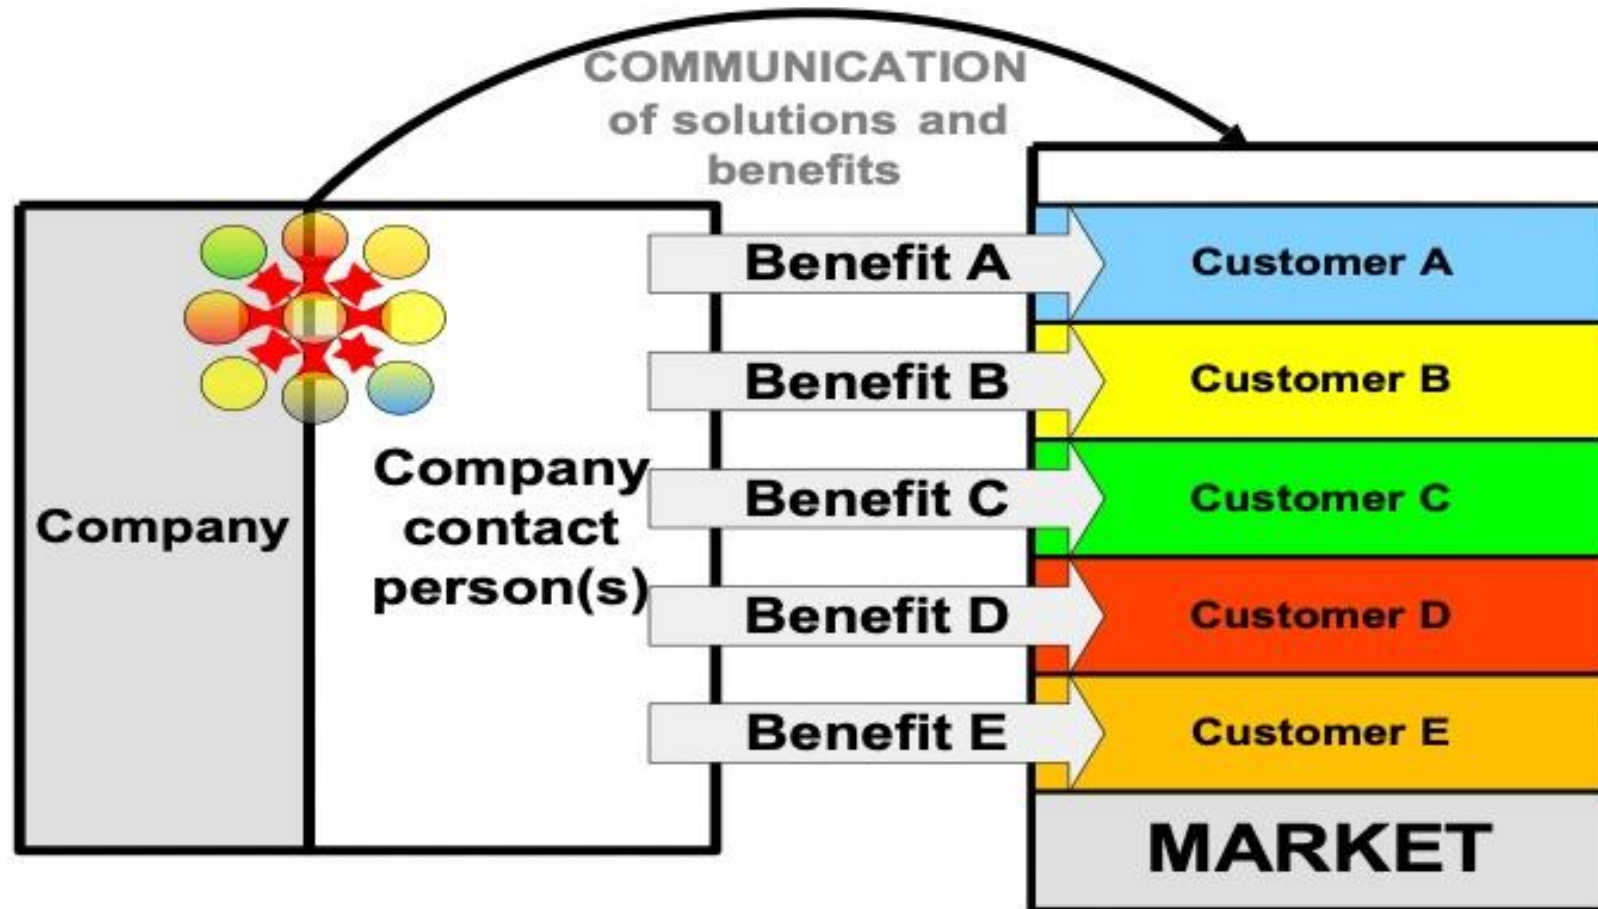 COMMUNICATION
of solutions and
benefits
Company
Company
contact
person(s)
Benefit A
Customer A
Benefit B
Customer B
Benefit C
Customer C
Benefit D
Customer D
Benefit E
Customer E
MARKET